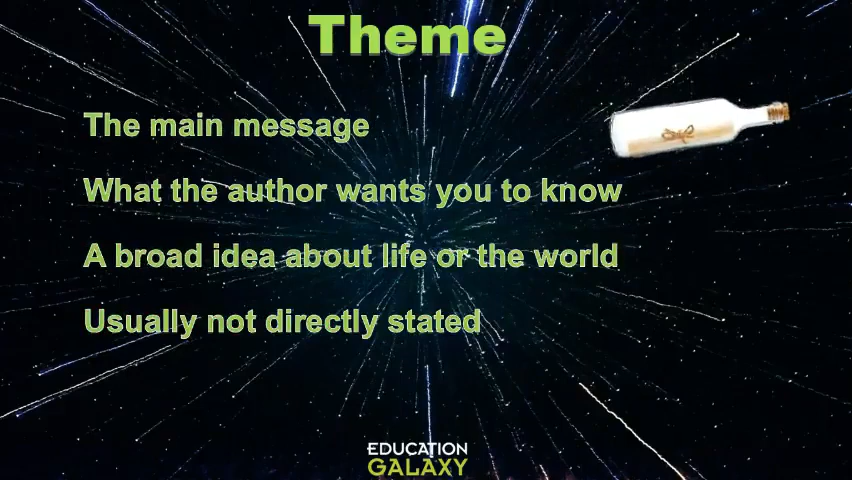 Theme
The main message
What the author wants you to know
A broad idea about life or the world
Usually not directly stated
EDUCATION
GALAXY